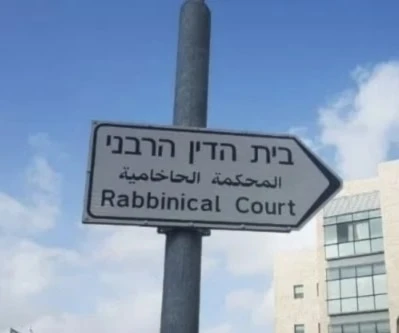 בית הדין הרבני
المحكمة الحاخامية
Rabbinical Court